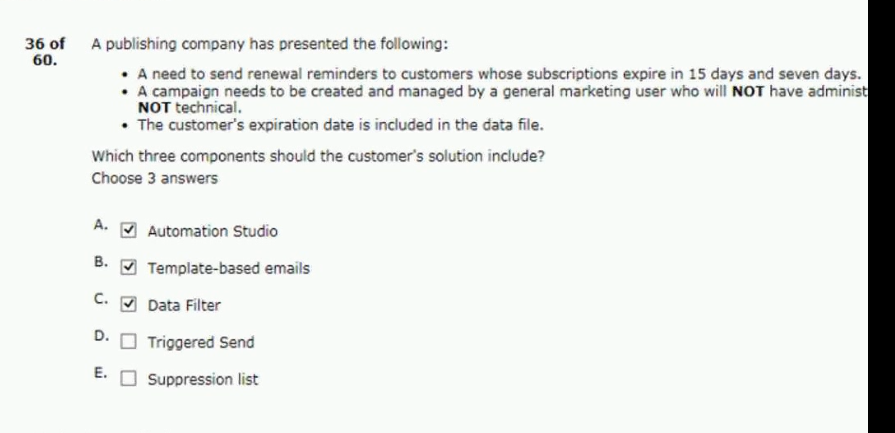 36 of
60.
A publishing company has presented the following:
• A need to send renewal reminders to customers whose subscriptions expire in 15 days and seven days.
• A campaign needs to be created and managed by a general marketing user who will NOT have administ
NOT technical.
• The customer's expiration date is included in the data file.
Which three components should the customer's solution include?
Choose 3 answers
A. Automation Studio
B. Template-based emails
C. Data Filter
D. Triggered Send
E. Suppression list